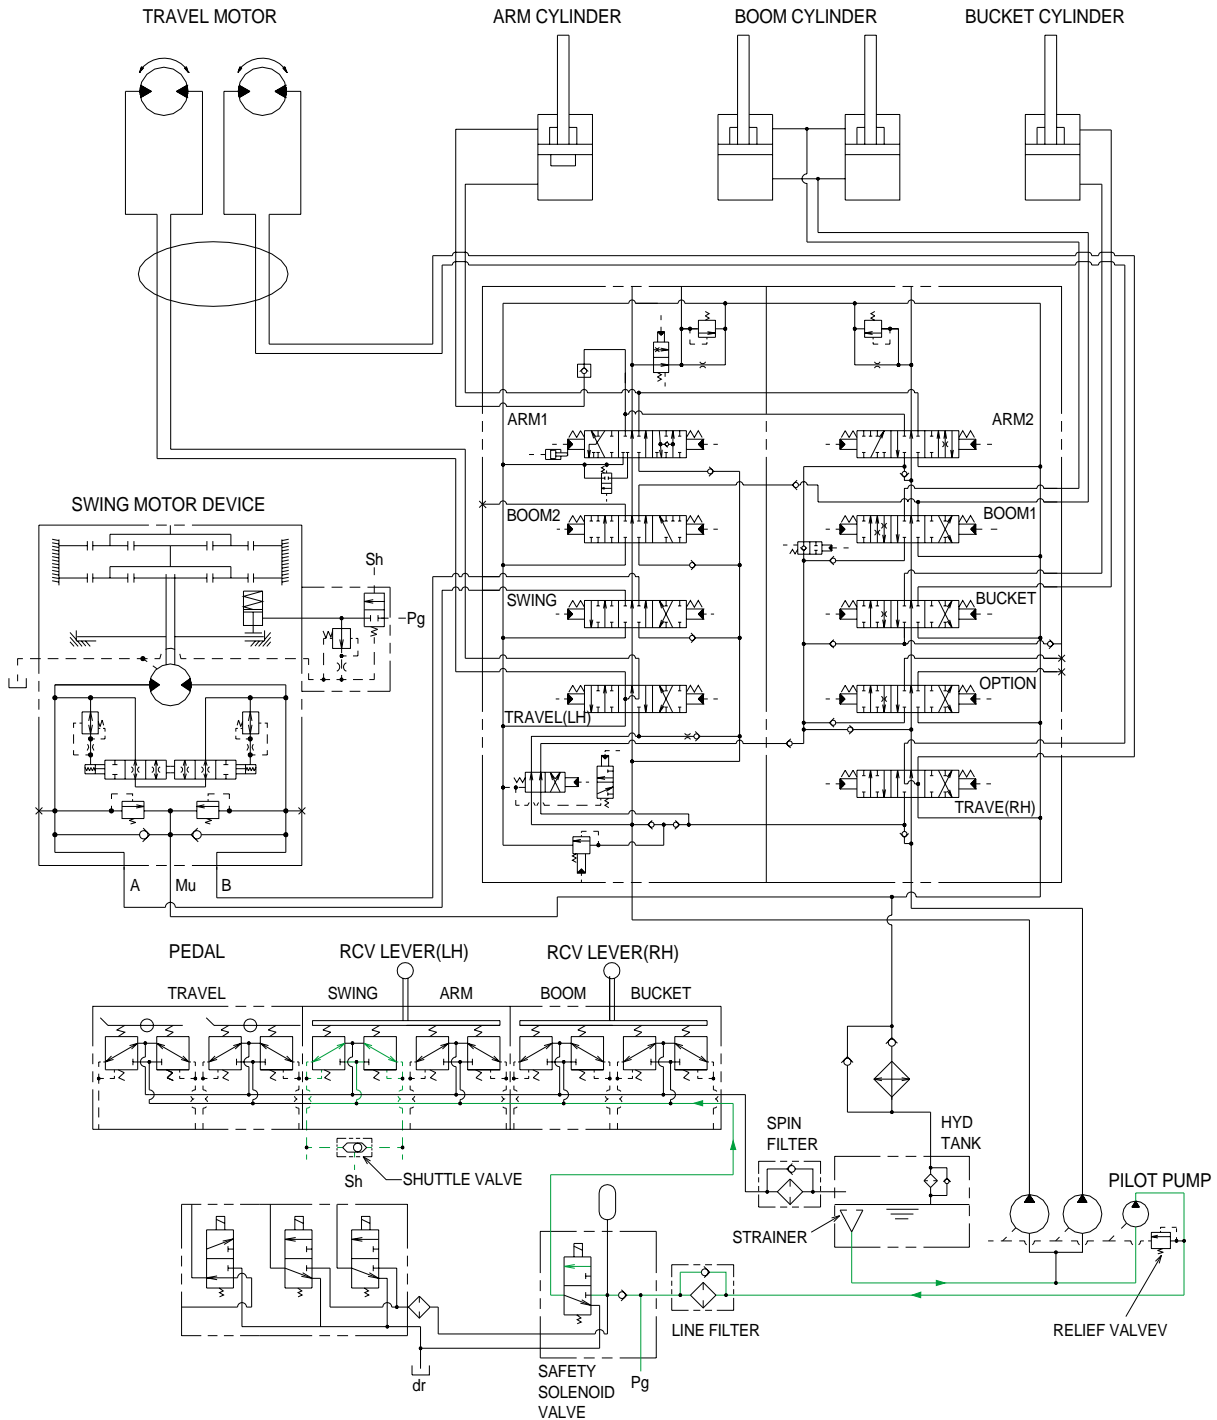 TRAVEL MOTOR
ARM CYLINDER
BOOM CYLINDER
BUCKET CYLINDER
ARM1
ARM2
SWING MOTOR DEVICE
BOOM2
BOOM1
Sh
SWING
BUCKET
Pg
OPTION
TRAVEL(LH)
TRAVE(RH)
A
Mu
B
PEDAL
RCV LEVER(LH)
RCV LEVER(RH)
TRAVEL
SWING
ARM
BOOM
BUCKET
SPIN
FILTER
HYD
TANK
Sh
SHUTTLE VALVE
PILOT PUMP
STRAINER
LINE FILTER
RELIEF VALVEV
dr
SAFETY
SOLENOID
VALVE
Pg